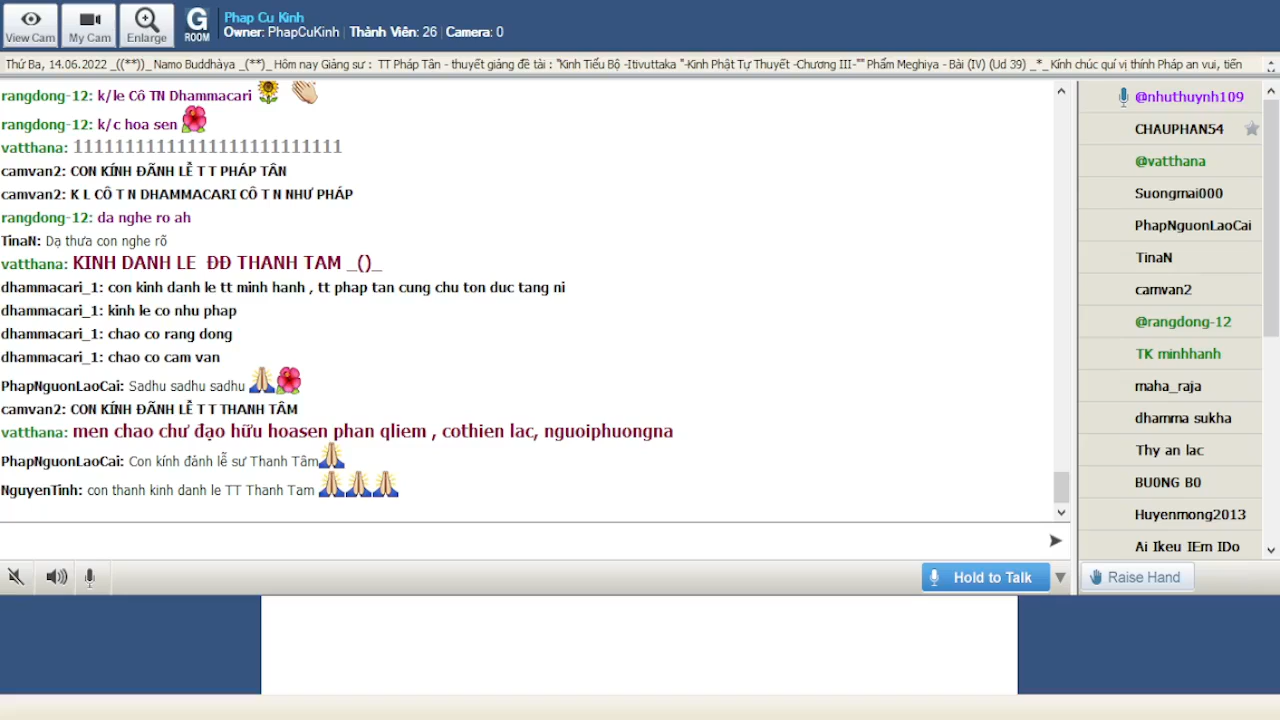 View Cam
My Cam
Enlarge
G
ROOM
Phap Cu Kinh
Owner: PhapCuKinh | Thành Viên: 26 | Camera: 0
Thứ Ba, 14.06.2022 _((**))_ Namo Buddhàya _(**)_ Hôm nay Giảng sư : TT Pháp Tân - thuyết giảng đề tài : "Kinh Tiểu Bộ -Itivuttaka "-Kinh Phật Tự Thuyết -Chương III-"" Phẩm Meghiya - Bài (IV) (Ud 39) _*_ Kính chúc quí vị thính Pháp an vui, tiến
rangdong-12: k/le Cô TN Dhammacari
rangdong-12: k/c hoa sen
vatthana: 1111111111111111111111111
camvan2: CON KÍNH ĐÃNH LỄ T T PHÁP TÂN
camvan2: K L CÔ T N DHAMMACARI CÔ T N NHƯ PHÁP
rangdong-12: da nghe ro ah
TinaN: Dạ thưa con nghe rõ
vatthana: KINH DANH LE ĐĐ THANH TAM _()_
dhammacari_1: con kinh danh le tt minh hanh , tt phap tan cung chu ton duc tang ni
dhammacari_1: kinh le co nhu phap
dhammacari_1: chao co rang dong
dhammacari_1: chao co cam van
PhapNguonLaoCai: Sadhu sadhu sadhu
camvan2: CON KÍNH ĐÃNH LỄ T T THANH TÂM
vatthana: men chao chư đạo hữu hoasen phan qliem , cothien lac, nguoiphuongna
PhapNguonLaoCai: Con kính đảnh lễ sư Thanh Tâm
NguyenTinh: con thanh kinh danh le TT Thanh Tam
@nhuthuynh109
CHAUPHAN54
@vatthana
Suongmai000
PhapNguonLaoCai
TinaN
camvan2
@rangdong-12
TK minhhanh
maha_raja
dhamma sukha
Thy an lac
BU0NG B0
Huyenmong2013
Ai Ikeu IEm IDo
Hold to Talk
Raise Hand